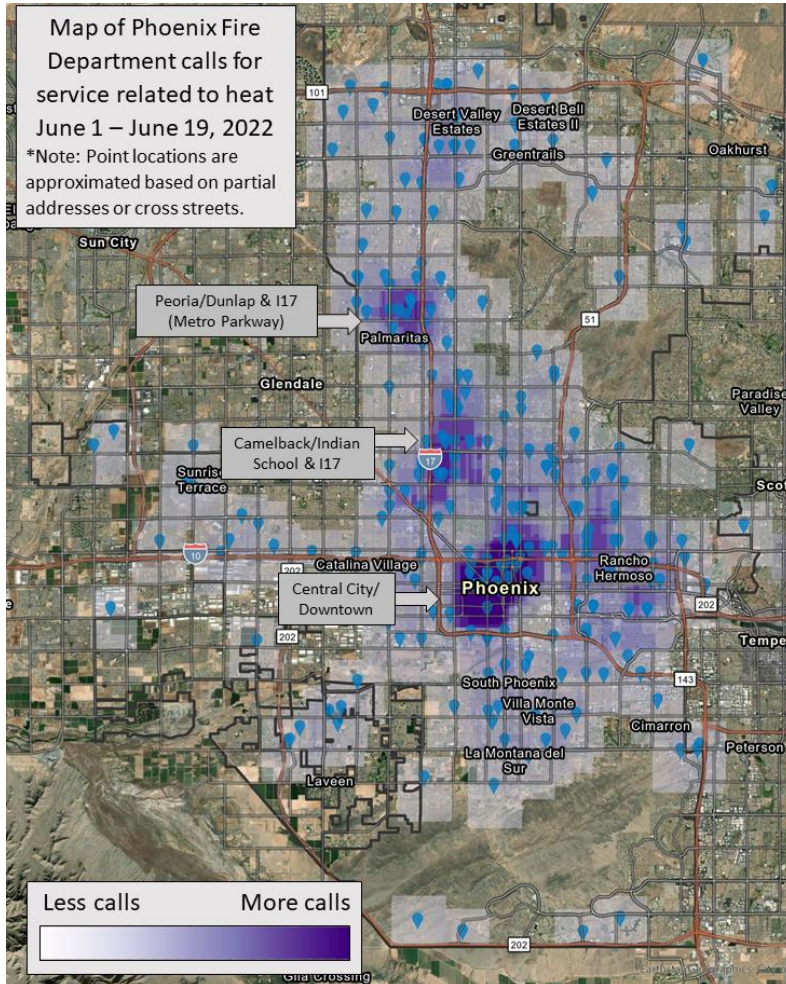 Map of Phoenix Fire
Department calls for
service related to heat
June 1 – June 19, 2022
*Note: Point locations are
approximated based on partial
addresses or cross streets.
101
Desert Valley
Estates
Desert Bell
Estates II
Greentrails
Oakhurst
Sun City
Peoria/Dunlap & I17
(Metro Parkway)
51
Palmaritas
Glendale
Paradise
Valley
Camelback/Indian
School & I17
17
Sunrise
Terrace
10
202
Catalina Village
Rancho
Hermoso
Central City/
Downtown
Phoenix
202
202
Tempe
143
South Phoenix
Villa Monte
Vista
Cimarron
Peterson
La Montana del
Sur
Laveen
Less calls
More calls
202
Gila Crossing